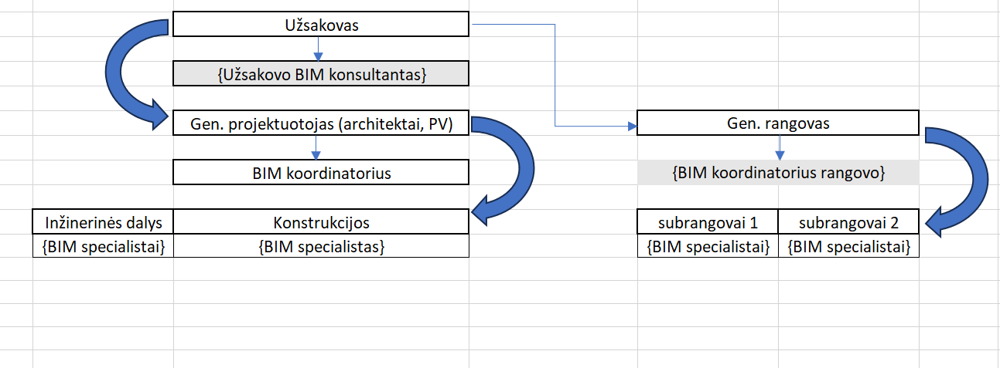 Užsakovas
{Užsakovo BIM konsultantas}
Gen. projektuotojas (architektai, PV)
Gen. rangovas
BIM koordinatorius
{BIM koordinatorius rangovo}
Inžinerinės dalys
Konstrukcijos
subrangovai 1
subrangovai 2
{BIM specialistai}
{BIM specialistas}
{BIM specialistai}
{BIM specialistai}